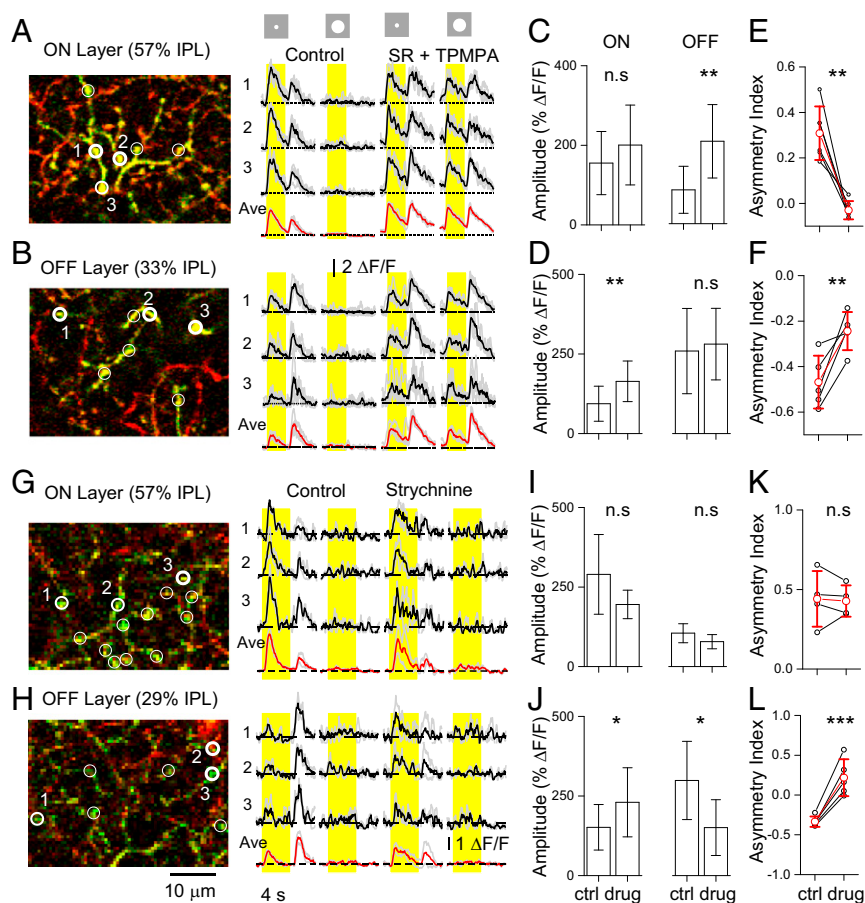 A
ON Layer (57% IPL)
1
2
3
Control
SR + TPMPA
1
2
3
Ave
C
ON
OFF
n.s
**
Amplitude (% ΔF/F)
400
200
0
E
**
Asymmetry Index
0.6
0.4
0.2
0.0
B
OFF Layer (33% IPL)
1
2
3
2 ΔF/F
1
2
3
Ave
D
**
n.s
Amplitude (% ΔF/F)
500
250
0
F
**
Asymmetry Index
-0.2
-0.4
-0.6
G
ON Layer (57% IPL)
1
2
3
Control
Strychnine
1
2
3
Ave
I
n.s
n.s
Amplitude (% ΔF/F)
500
250
0
K
n.s
Asymmetry Index
1.0
0.5
0.0
H
OFF Layer (29% IPL)
1
2
3
10 μm
1
2
3
Ave
1 ΔF/F
4 s
J
*
*
Amplitude (% ΔF/F)
500
250
0
ctrl drug
ctrl drug
L
***
Asymmetry Index
1.0
0.5
0.0
-0.5
-1.0
ctrl drug